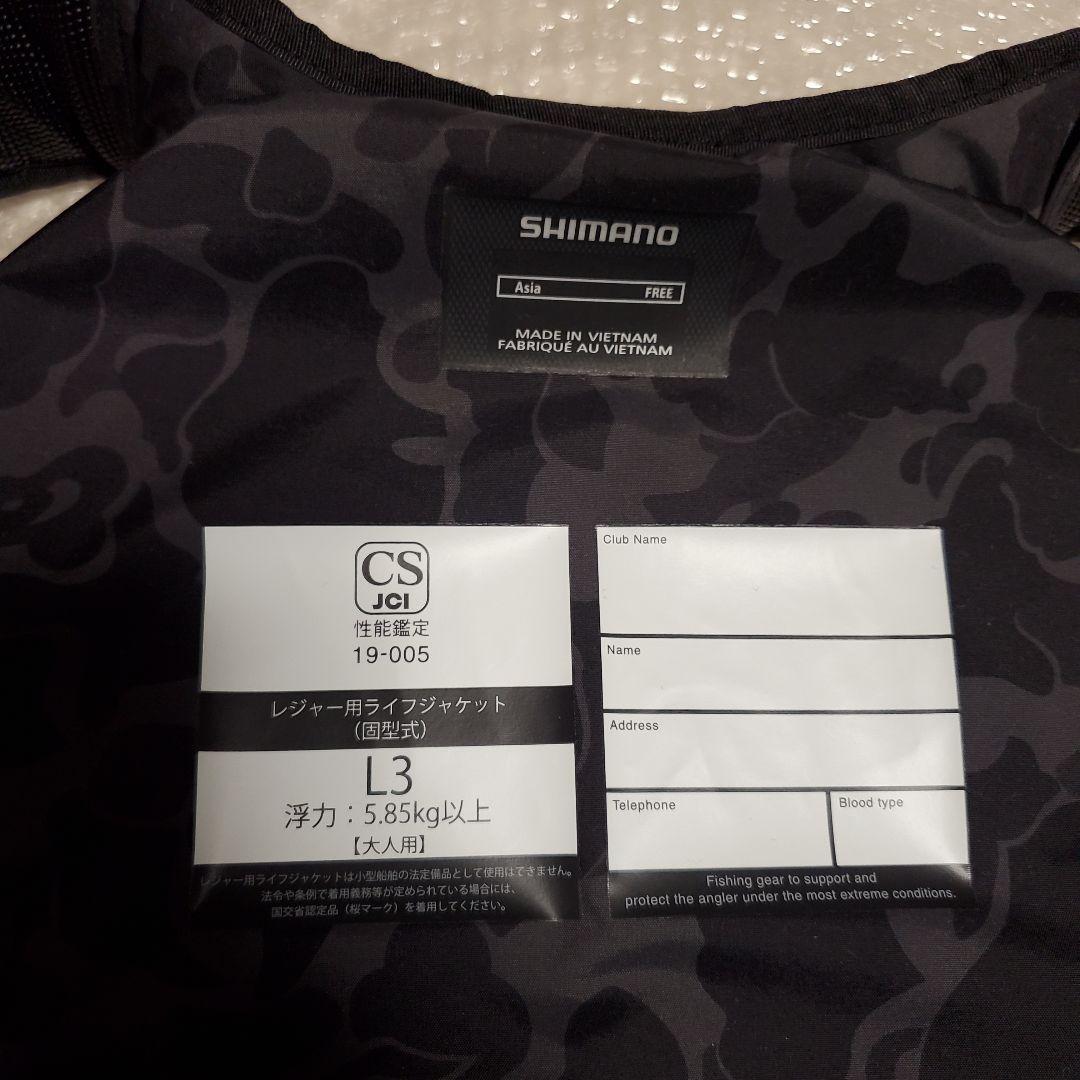 SHIMANO
Asia FREE
MADE IN VIETNAM
FABRIQUÉ AU VIETNAM
CS
JCI
性能鑑定
19-005
レジャー用ライフジャケット
（固型式）
L3
浮力：5.85kg以上
【大人用】
レジャー用ライフジャケットは小型船舶の法定備品として使用はできません。
法令や条例で着用義務等が定められている場合には、
国交省認定品（桜マーク）を着用してください。
Club Name
Name
Address
Telephone
Blood type
Fishing gear to support and
protect the angler under the most extreme conditions.